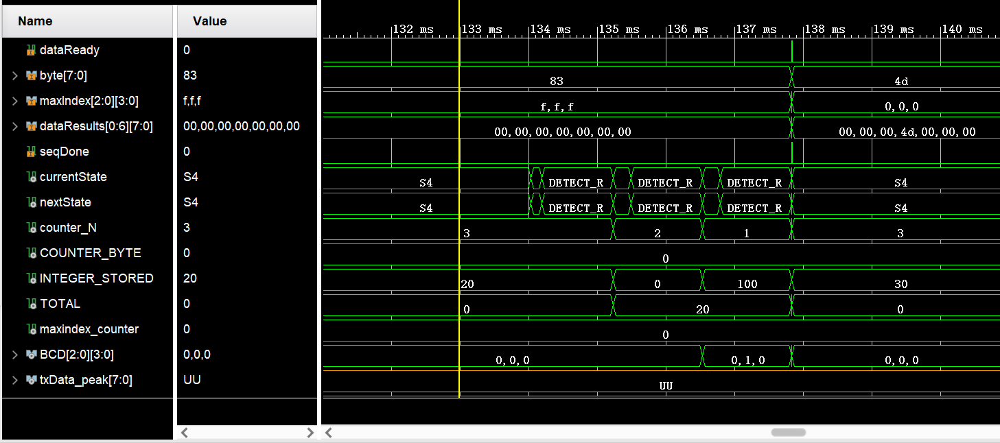 Name Value
132 ms 133 ms 134 ms 135 ms 136 ms 137 ms 138 ms 139 ms 140 ms
dataReady 0
byte[7:0] 83 83 4d
maxIndex[2:0][3:0] f,f,f f,f,f 0,0,0
dataResults[0:6][7:0] 00,00,00,00,00,00,00 00,00,00,00,00,00,00 00,00,00,4d,00,00,00
seqDone 0
currentState S4 S4 DETECT_R DETECT_R DETECT_R S4
nextState S4 S4 DETECT_R DETECT_R DETECT_R S4
counter_N 3 3 2 1 3
COUNTER_BYTE 0 0
INTEGER_STORED 20 20 0 100 30
TOTAL 0 0 20 0
maxindex_counter 0 0
BCD[2:0][3:0] 0,0,0 0,0,0 0,1,0 0,0,0
txData_peak[7:0] UU UU